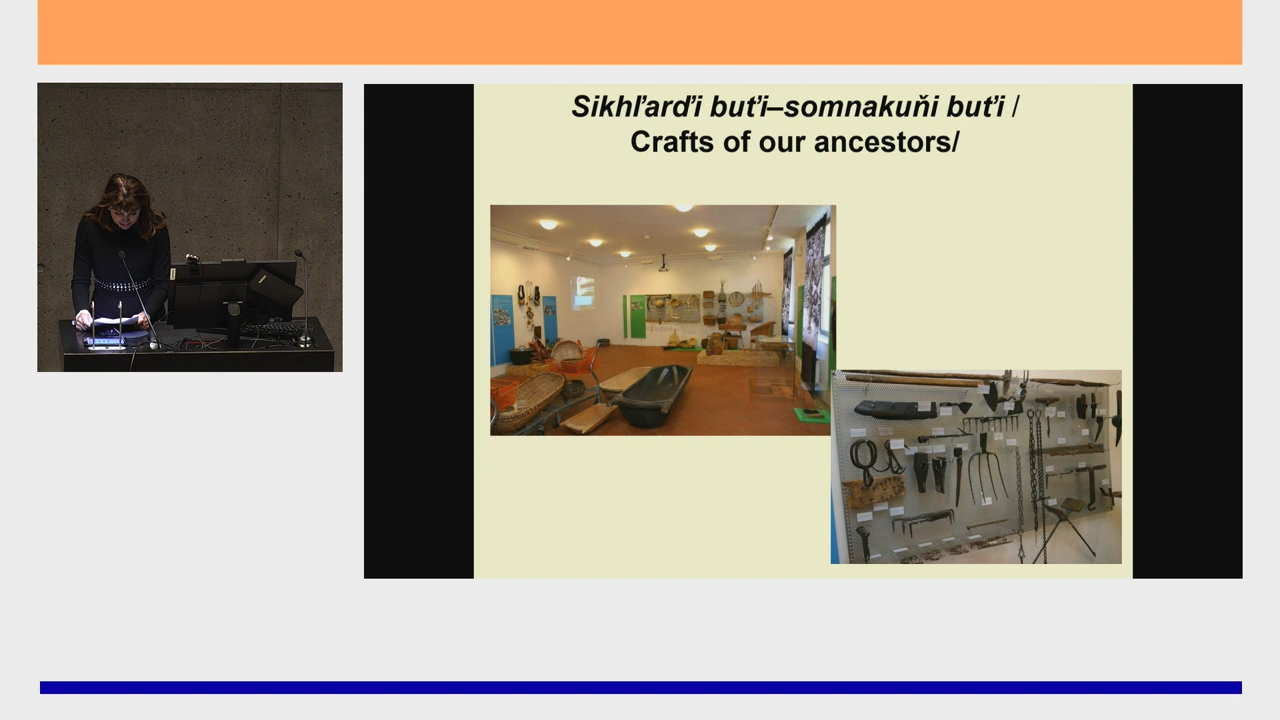 Sikhľarďi buťi–somnakuňi buťi /
Crafts of our ancestors/